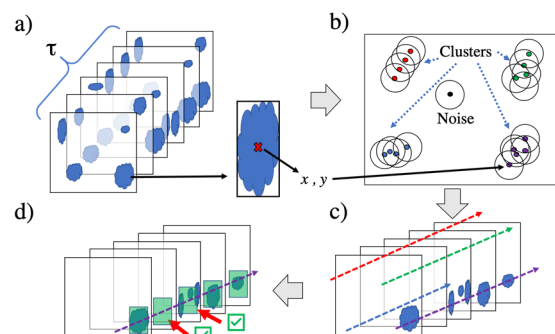 a)
τ
x , y
b)
Clusters
Noise
d)
c)